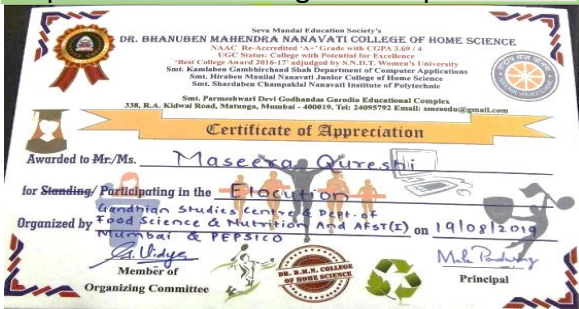 Seva Mandal Education Society's
DR. BHANUBEN MAHENDRA NANAVATI COLLEGE OF HOME SCIENCE
NAAC Re-Accredited 'A+' Grade with CGPA 3.69 / 4
UGC Status: College with Potential for Excellence
'Best College Award 2016-17' adjudged by S.N.D.T. Women's University
Smt. Kamlaben Gambhirchand Shah Department of Computer Applications
Smt. Hiraben Manilal Nanavati Junior College of Home Science
Smt. Shardaben Champaklal Nanavati Institute of Polytechnic
Smt. Parmeshwari Devi Gordhandas Garodia Educational Complex
338, R.A. Kidwai Road, Matunga, Mumbai - 400019. Tel: 24095792 Email: smrsedu@gmail.com
Certificate of Appreciation
Awarded to Mr./Ms. Maseera Qureshi
for Standing/ Participating in the Elocution
Gandhian Studies Centre & Dept. of
Organized by Food Science & Nutrition And AFST(I) on 19/08/2019
Mumbai & PEPSICO
G. Vidya
Member of
Organizing Committee
DR. B.M.N. COLLEGE
OF HOME SCIENCE
Principal